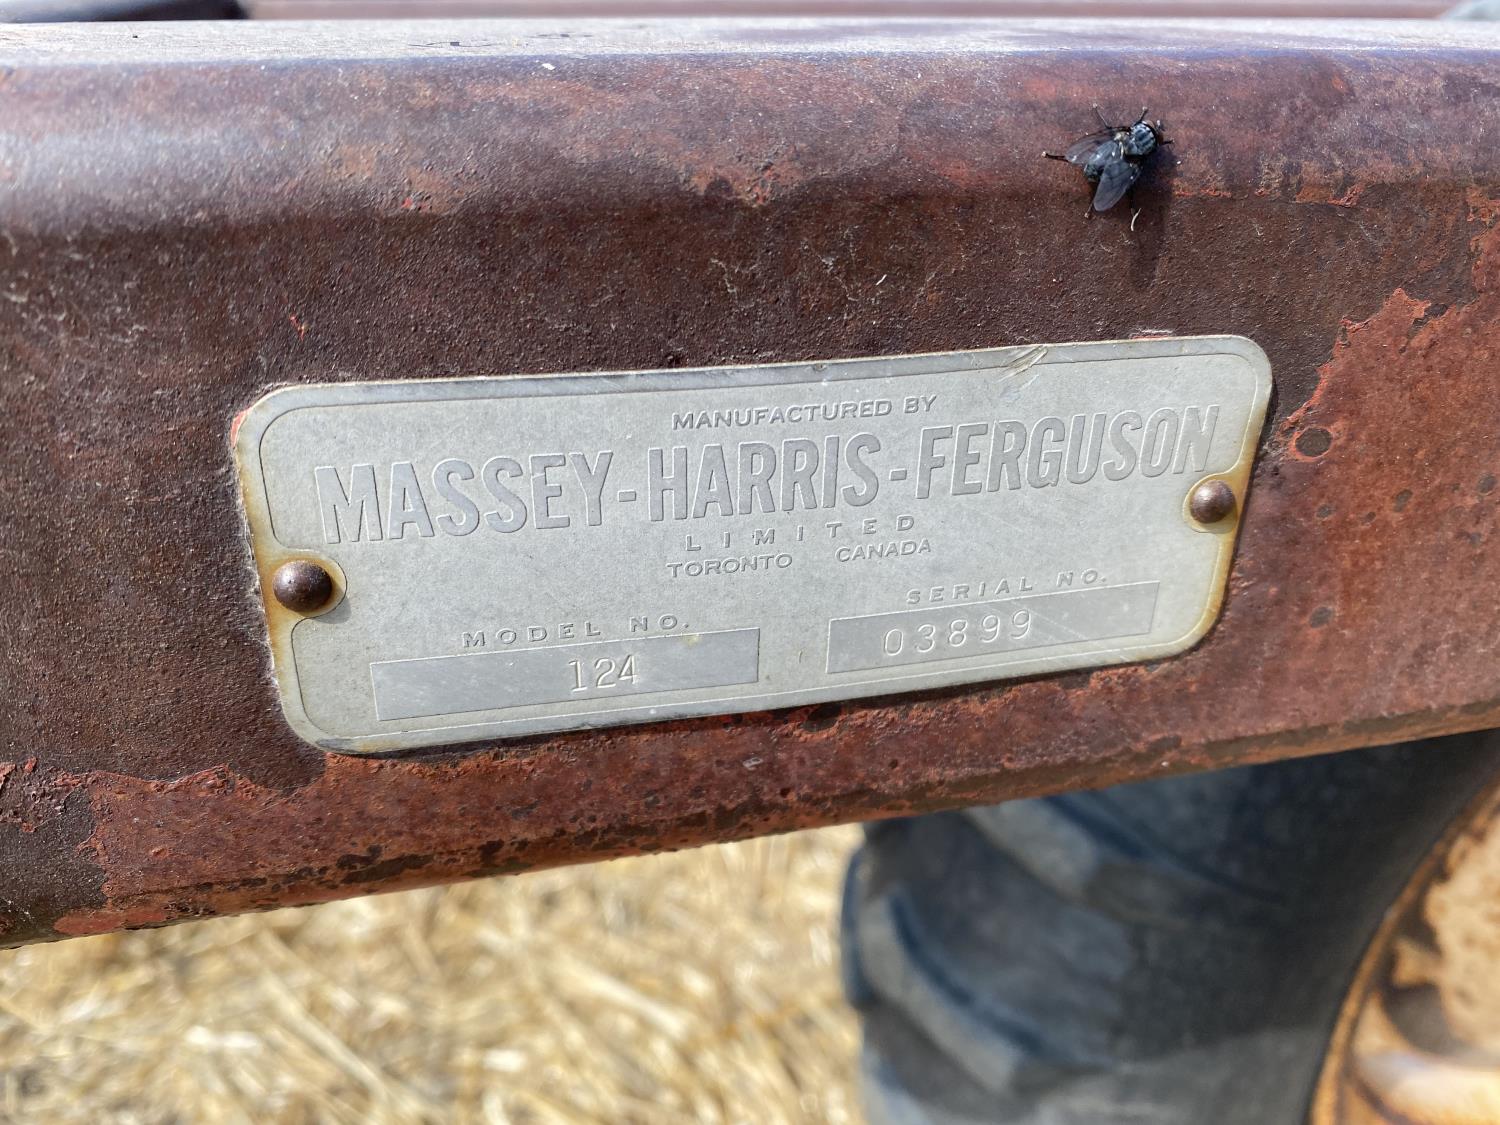 MANUFACTURED BY
MASSEY-HARRIS-FERGUSON
LIMITED
TORONTO CANADA
MODEL NO. SERIAL NO.
124 03899